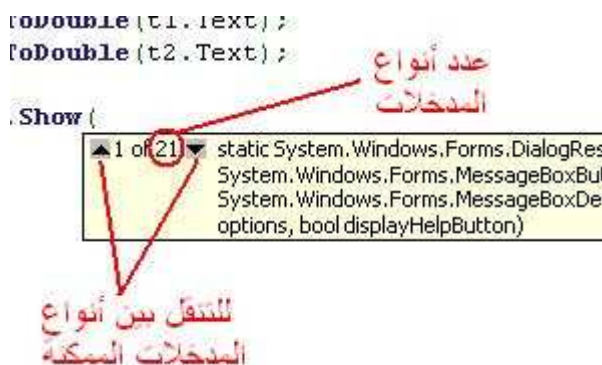 ToDouble(t1.Text);
ToDouble(t2.Text);
عدد أنواع
المدخلات
.Show(
▲1 of 21▼ static System.Windows.Forms.DialogRes
System.Windows.Forms.MessageBoxBut
System.Windows.Forms.MessageBoxDe
options, bool displayHelpButton)
للتنقل بين أنواع
المدخلات الممكنة